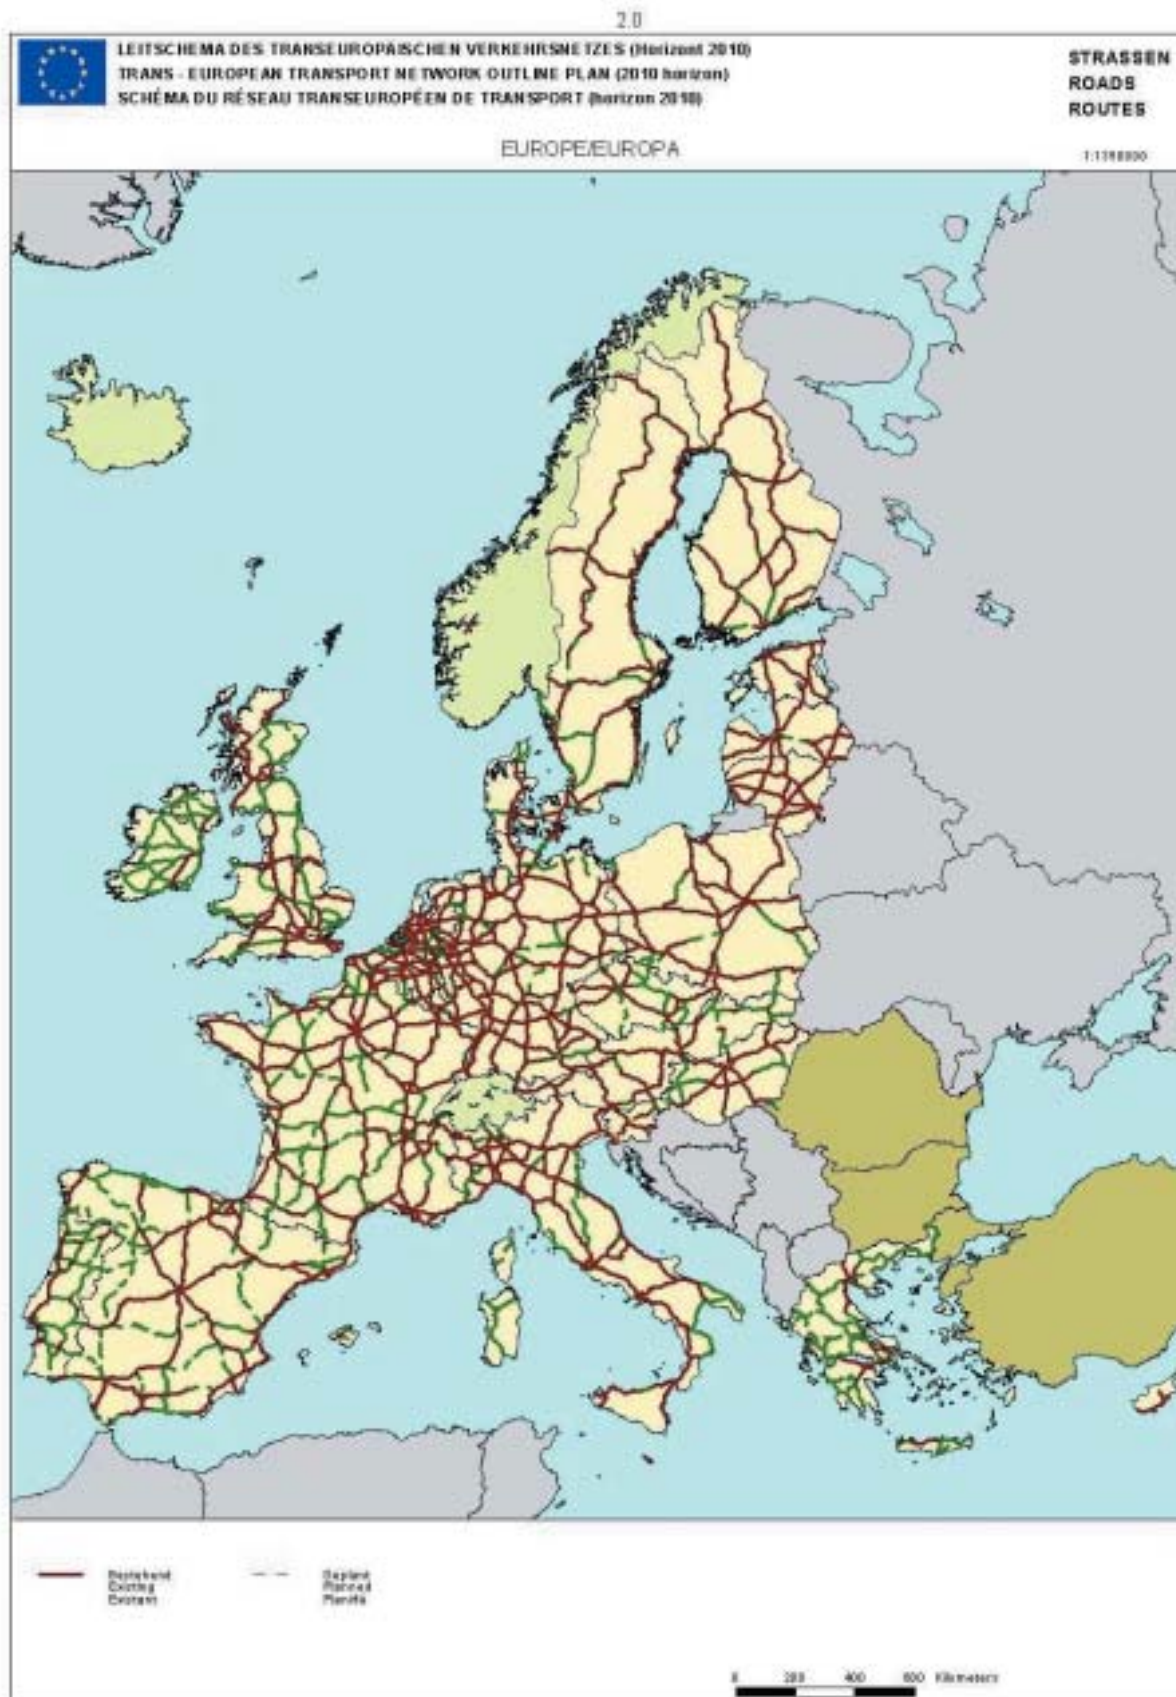 2.0
LEITSCHEMA DES TRANSEUROPÄISCHEN VERKEHRSNETZES (Horizont 2010)
TRANS - EUROPEAN TRANSPORT NETWORK OUTLINE PLAN (2010 horizon)
SCHÉMA DU RÉSEAU TRANSEUROPÉEN DE TRANSPORT (horizon 2010)
STRASSEN
ROADS
ROUTES
EUROPE/EUROPA
Bestehend
Existing
Existant
Geplant
Planned
Planifié
0 200 400 600 Kilometers